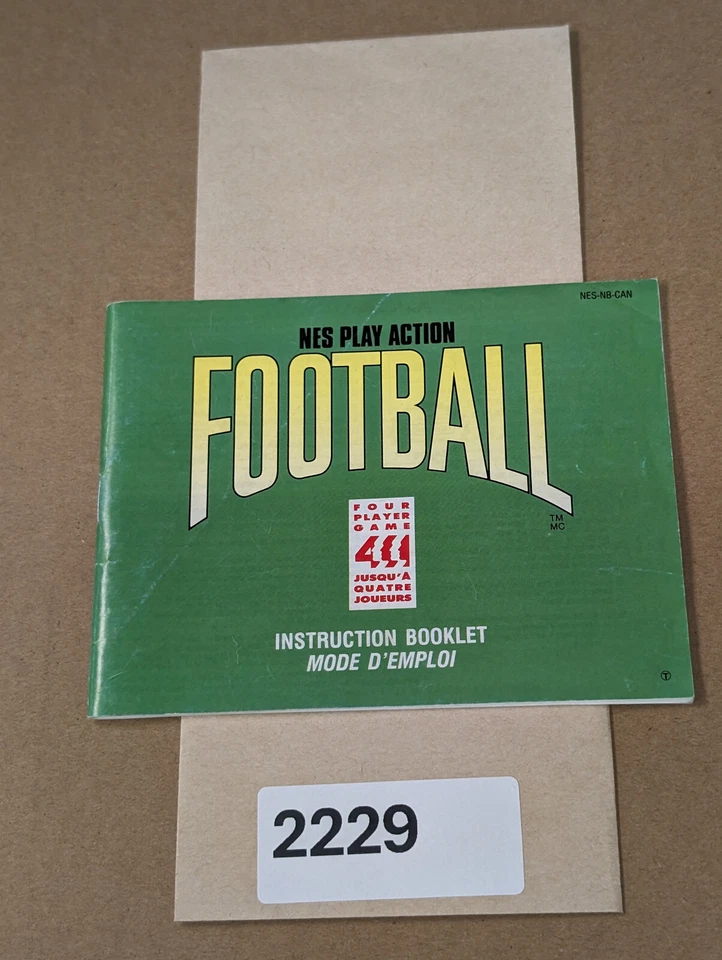 NES-NB-CAN
NES PLAY ACTION
FOOTBALL
TM
MC
FOUR
PLAYER
GAME
4
JUSQU'A
QUATRE
JOUEURS
INSTRUCTION BOOKLET
MODE D'EMPLOI
T
2229